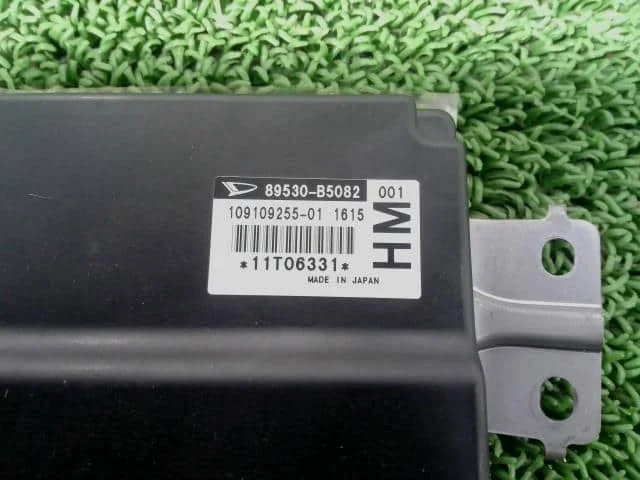 89530-B5082 001
109109255-01 1615
HM
*11T06331*
MADE IN JAPAN